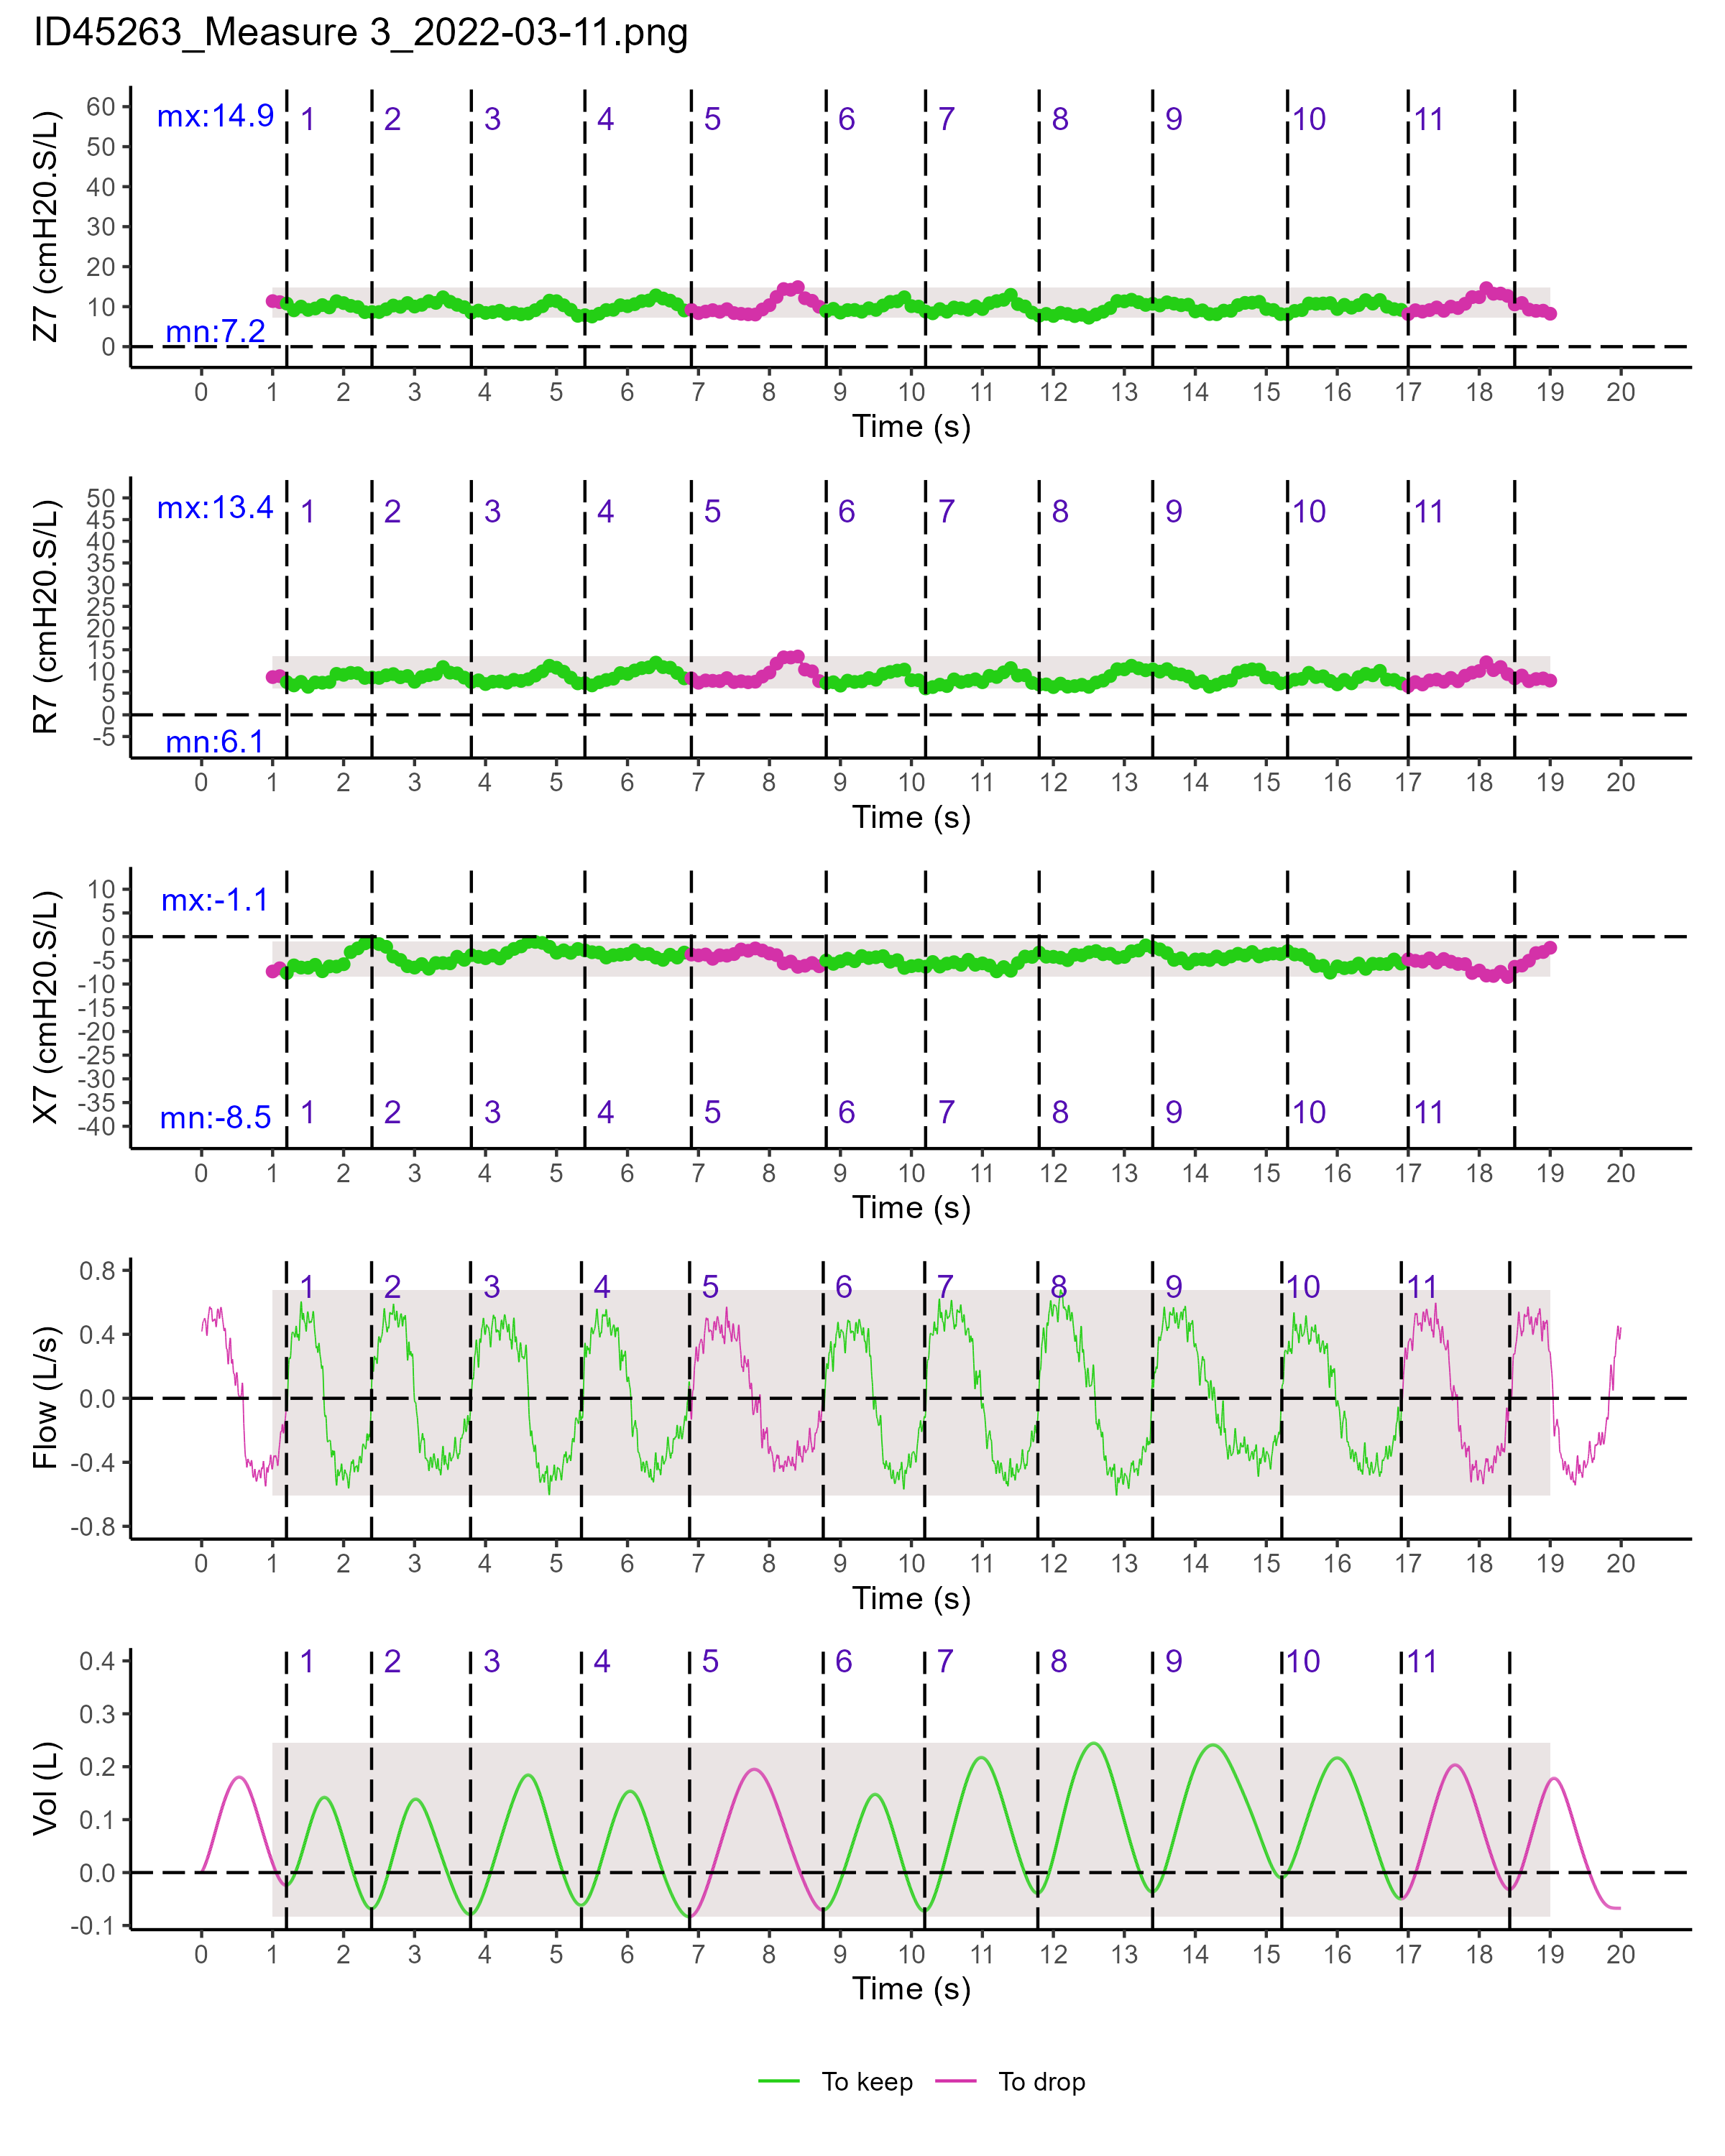 ID45263_Measure 3_2022-03-11.png
Z7 (cmH20.S/L)
60
50
40
30
20
10
0
mx:14.9
mn:7.2
1 2 3 4 5 6 7 8 9 10 11
0 1 2 3 4 5 6 7 8 9 10 11 12 13 14 15 16 17 18 19 20
Time (s)
R7 (cmH20.S/L)
50
45
40
35
30
25
20
15
10
5
0
-5
mx:13.4
mn:6.1
1 2 3 4 5 6 7 8 9 10 11
0 1 2 3 4 5 6 7 8 9 10 11 12 13 14 15 16 17 18 19 20
Time (s)
X7 (cmH20.S/L)
10
5
0
-5
-10
-15
-20
-25
-30
-35
-40
mx:-1.1
mn:-8.5
1 2 3 4 5 6 7 8 9 10 11
0 1 2 3 4 5 6 7 8 9 10 11 12 13 14 15 16 17 18 19 20
Time (s)
Flow (L/s)
0.8
0.4
0.0
-0.4
-0.8
1 2 3 4 5 6 7 8 9 10 11
0 1 2 3 4 5 6 7 8 9 10 11 12 13 14 15 16 17 18 19 20
Time (s)
Vol (L)
0.4
0.3
0.2
0.1
0.0
-0.1
1 2 3 4 5 6 7 8 9 10 11
0 1 2 3 4 5 6 7 8 9 10 11 12 13 14 15 16 17 18 19 20
Time (s)
To keep To drop